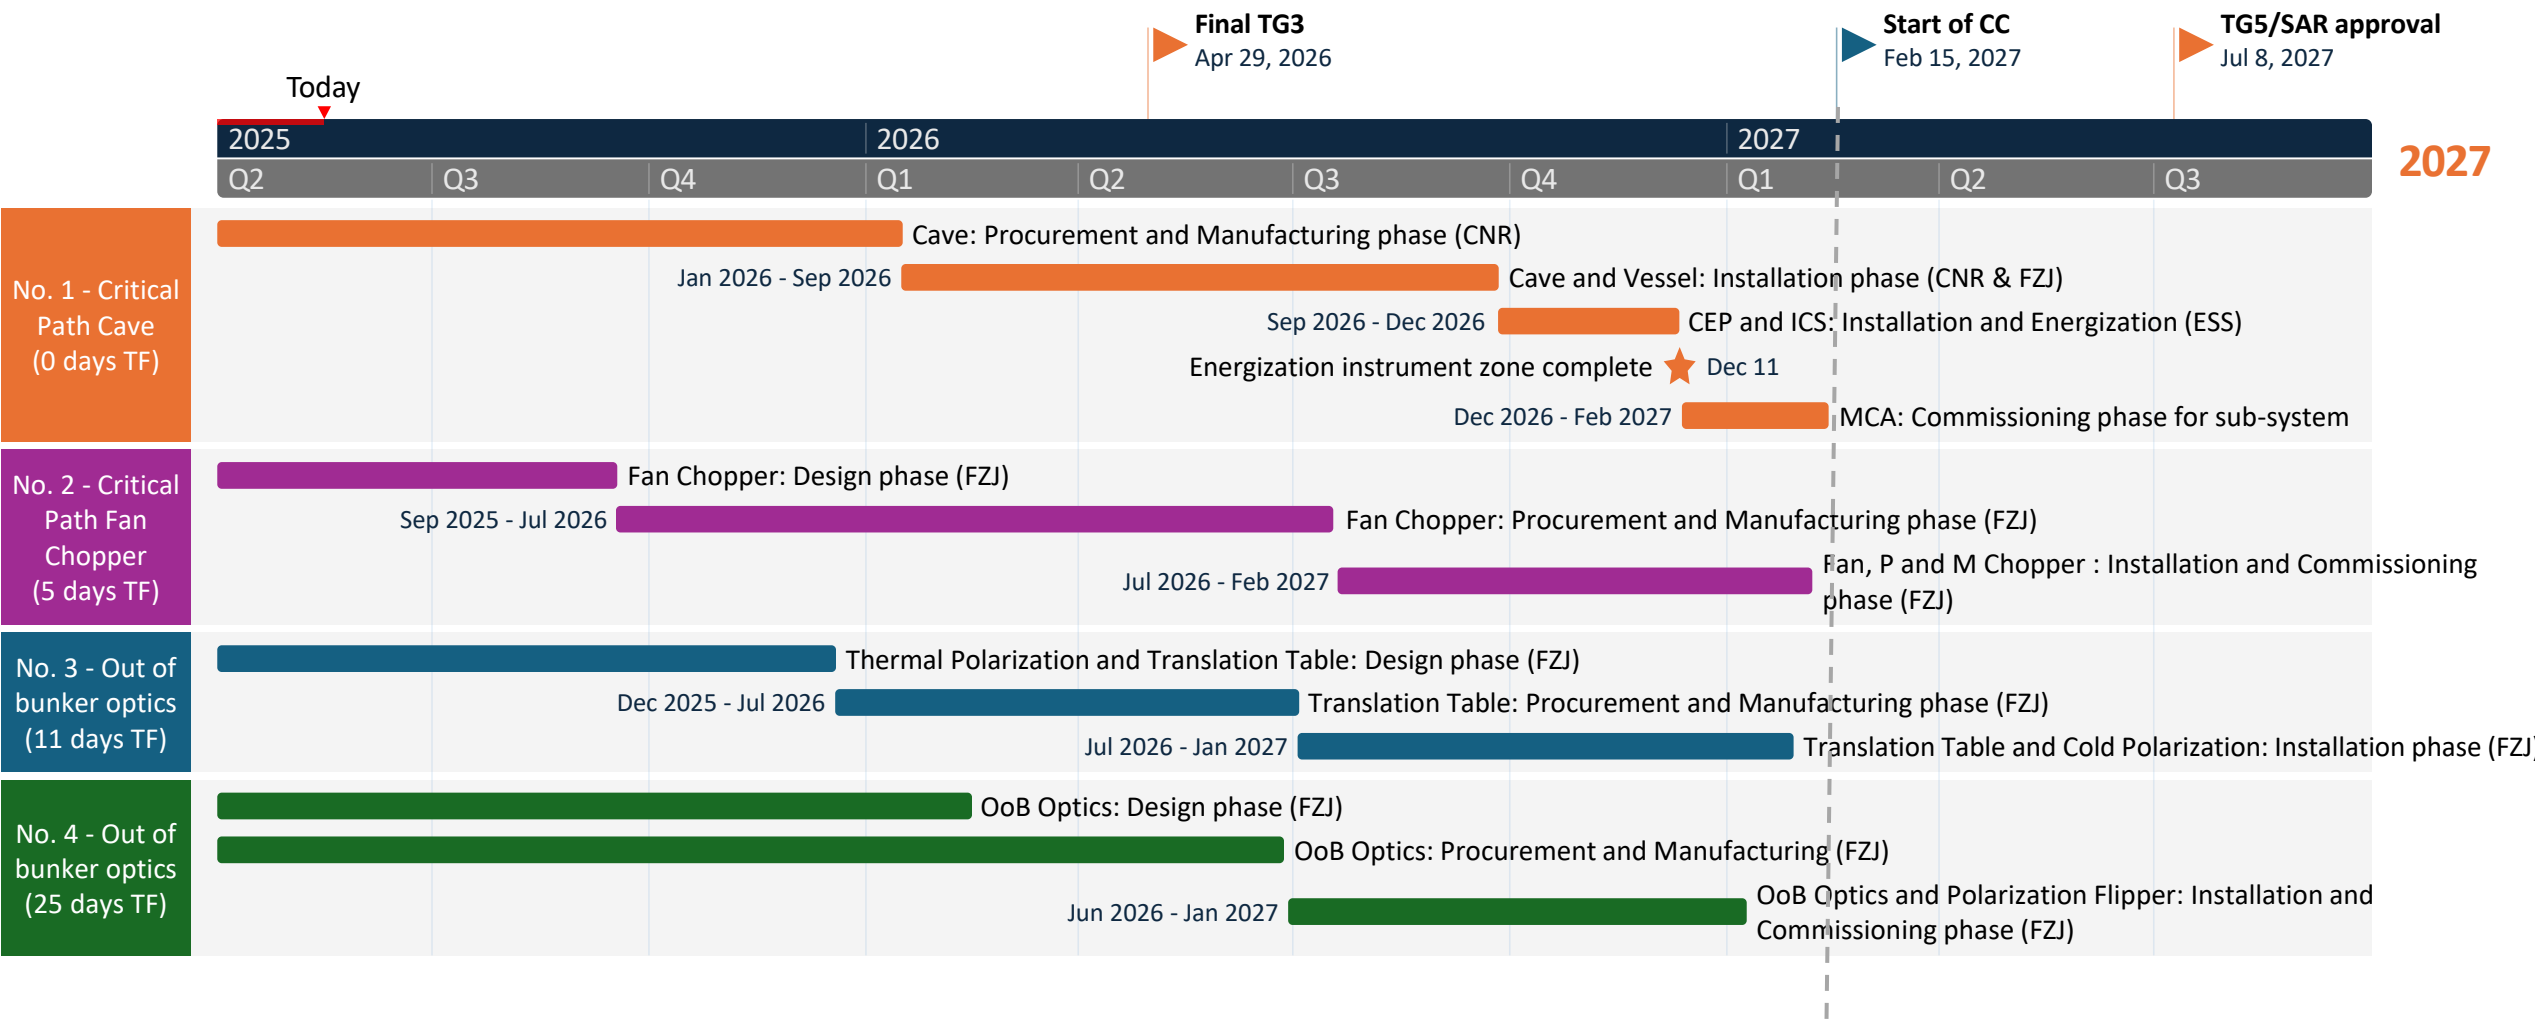 Final TG3
Apr 29, 2026
Start of CC
Feb 15, 2027
TG5/SAR approval
Jul 8, 2027
Today
2025
2026
2027
2027
Q2
Q3
Q4
Q1
Q2
Q3
Q4
Q1
Q2
Q3
No. 1 - Critical
Path Cave
(0 days TF)
Cave: Procurement and Manufacturing phase (CNR)
Jan 2026 - Sep 2026
Cave and Vessel: Installation phase (CNR & FZJ)
Sep 2026 - Dec 2026
CEP and ICS: Installation and Energization (ESS)
Energization instrument zone complete
Dec 11
Dec 2026 - Feb 2027
MCA: Commissioning phase for sub-system
No. 2 - Critical
Path Fan
Chopper
(5 days TF)
Fan Chopper: Design phase (FZJ)
Sep 2025 - Jul 2026
Fan Chopper: Procurement and Manufacturing phase (FZJ)
Jul 2026 - Feb 2027
Fan, P and M Chopper : Installation and Commissioning
phase (FZJ)
No. 3 - Out of
bunker optics
(11 days TF)
Thermal Polarization and Translation Table: Design phase (FZJ)
Dec 2025 - Jul 2026
Translation Table: Procurement and Manufacturing phase (FZJ)
Jul 2026 - Jan 2027
Translation Table and Cold Polarization: Installation phase (FZJ)
No. 4 - Out of
bunker optics
(25 days TF)
OoB Optics: Design phase (FZJ)
OoB Optics: Procurement and Manufacturing (FZJ)
Jun 2026 - Jan 2027
OoB Optics and Polarization Flipper: Installation and
Commissioning phase (FZJ)